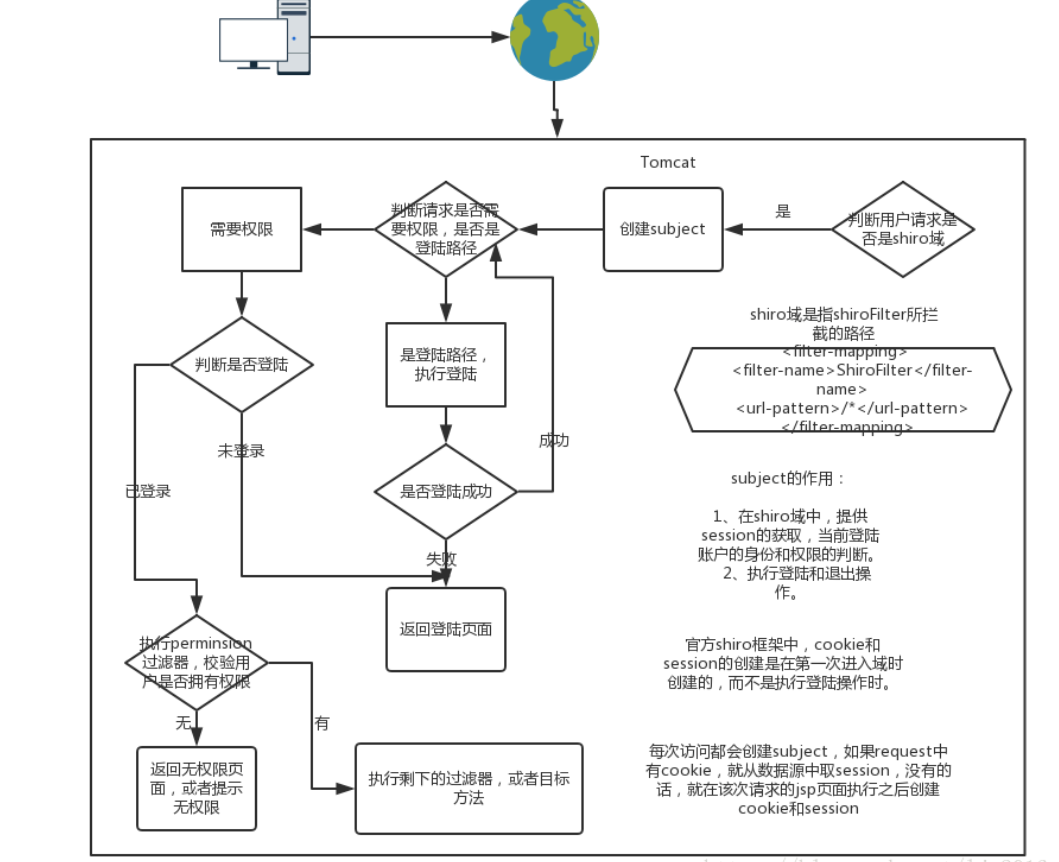 Tomcat
需要权限
判断请求是否需
要权限，是否是
登陆路径
创建subject
是
判断用户请求是
否是shiro域
判断是否登陆
是登陆路径，
执行登陆
shiro域是指shiroFilter所拦
截的路径
<filter-mapping>
<filter-name>ShiroFilter</filter-
name>
<url-pattern>/*</url-pattern>
</filter-mapping>
未登录
成功
已登录
是否登陆成功
subject的作用：
1、在shiro域中，提供
session的获取，当前登陆
账户的身份和权限的判断。
2、执行登陆和退出操
作。
失败
返回登陆页面
执行perminsion
过滤器，校验用
户是否拥有权限
官方shiro框架中，cookie和
session的创建是在第一次进入域时
创建的，而不是执行登陆操作时。
无
有
返回无权限页
面，或者提示
无权限
执行剩下的过滤器，或者目标
方法
每次访问都会创建subject，如果request中
有cookie，就从数据源中取session，没有的
话，就在该次请求的jsp页面执行之后创建
cookie和session